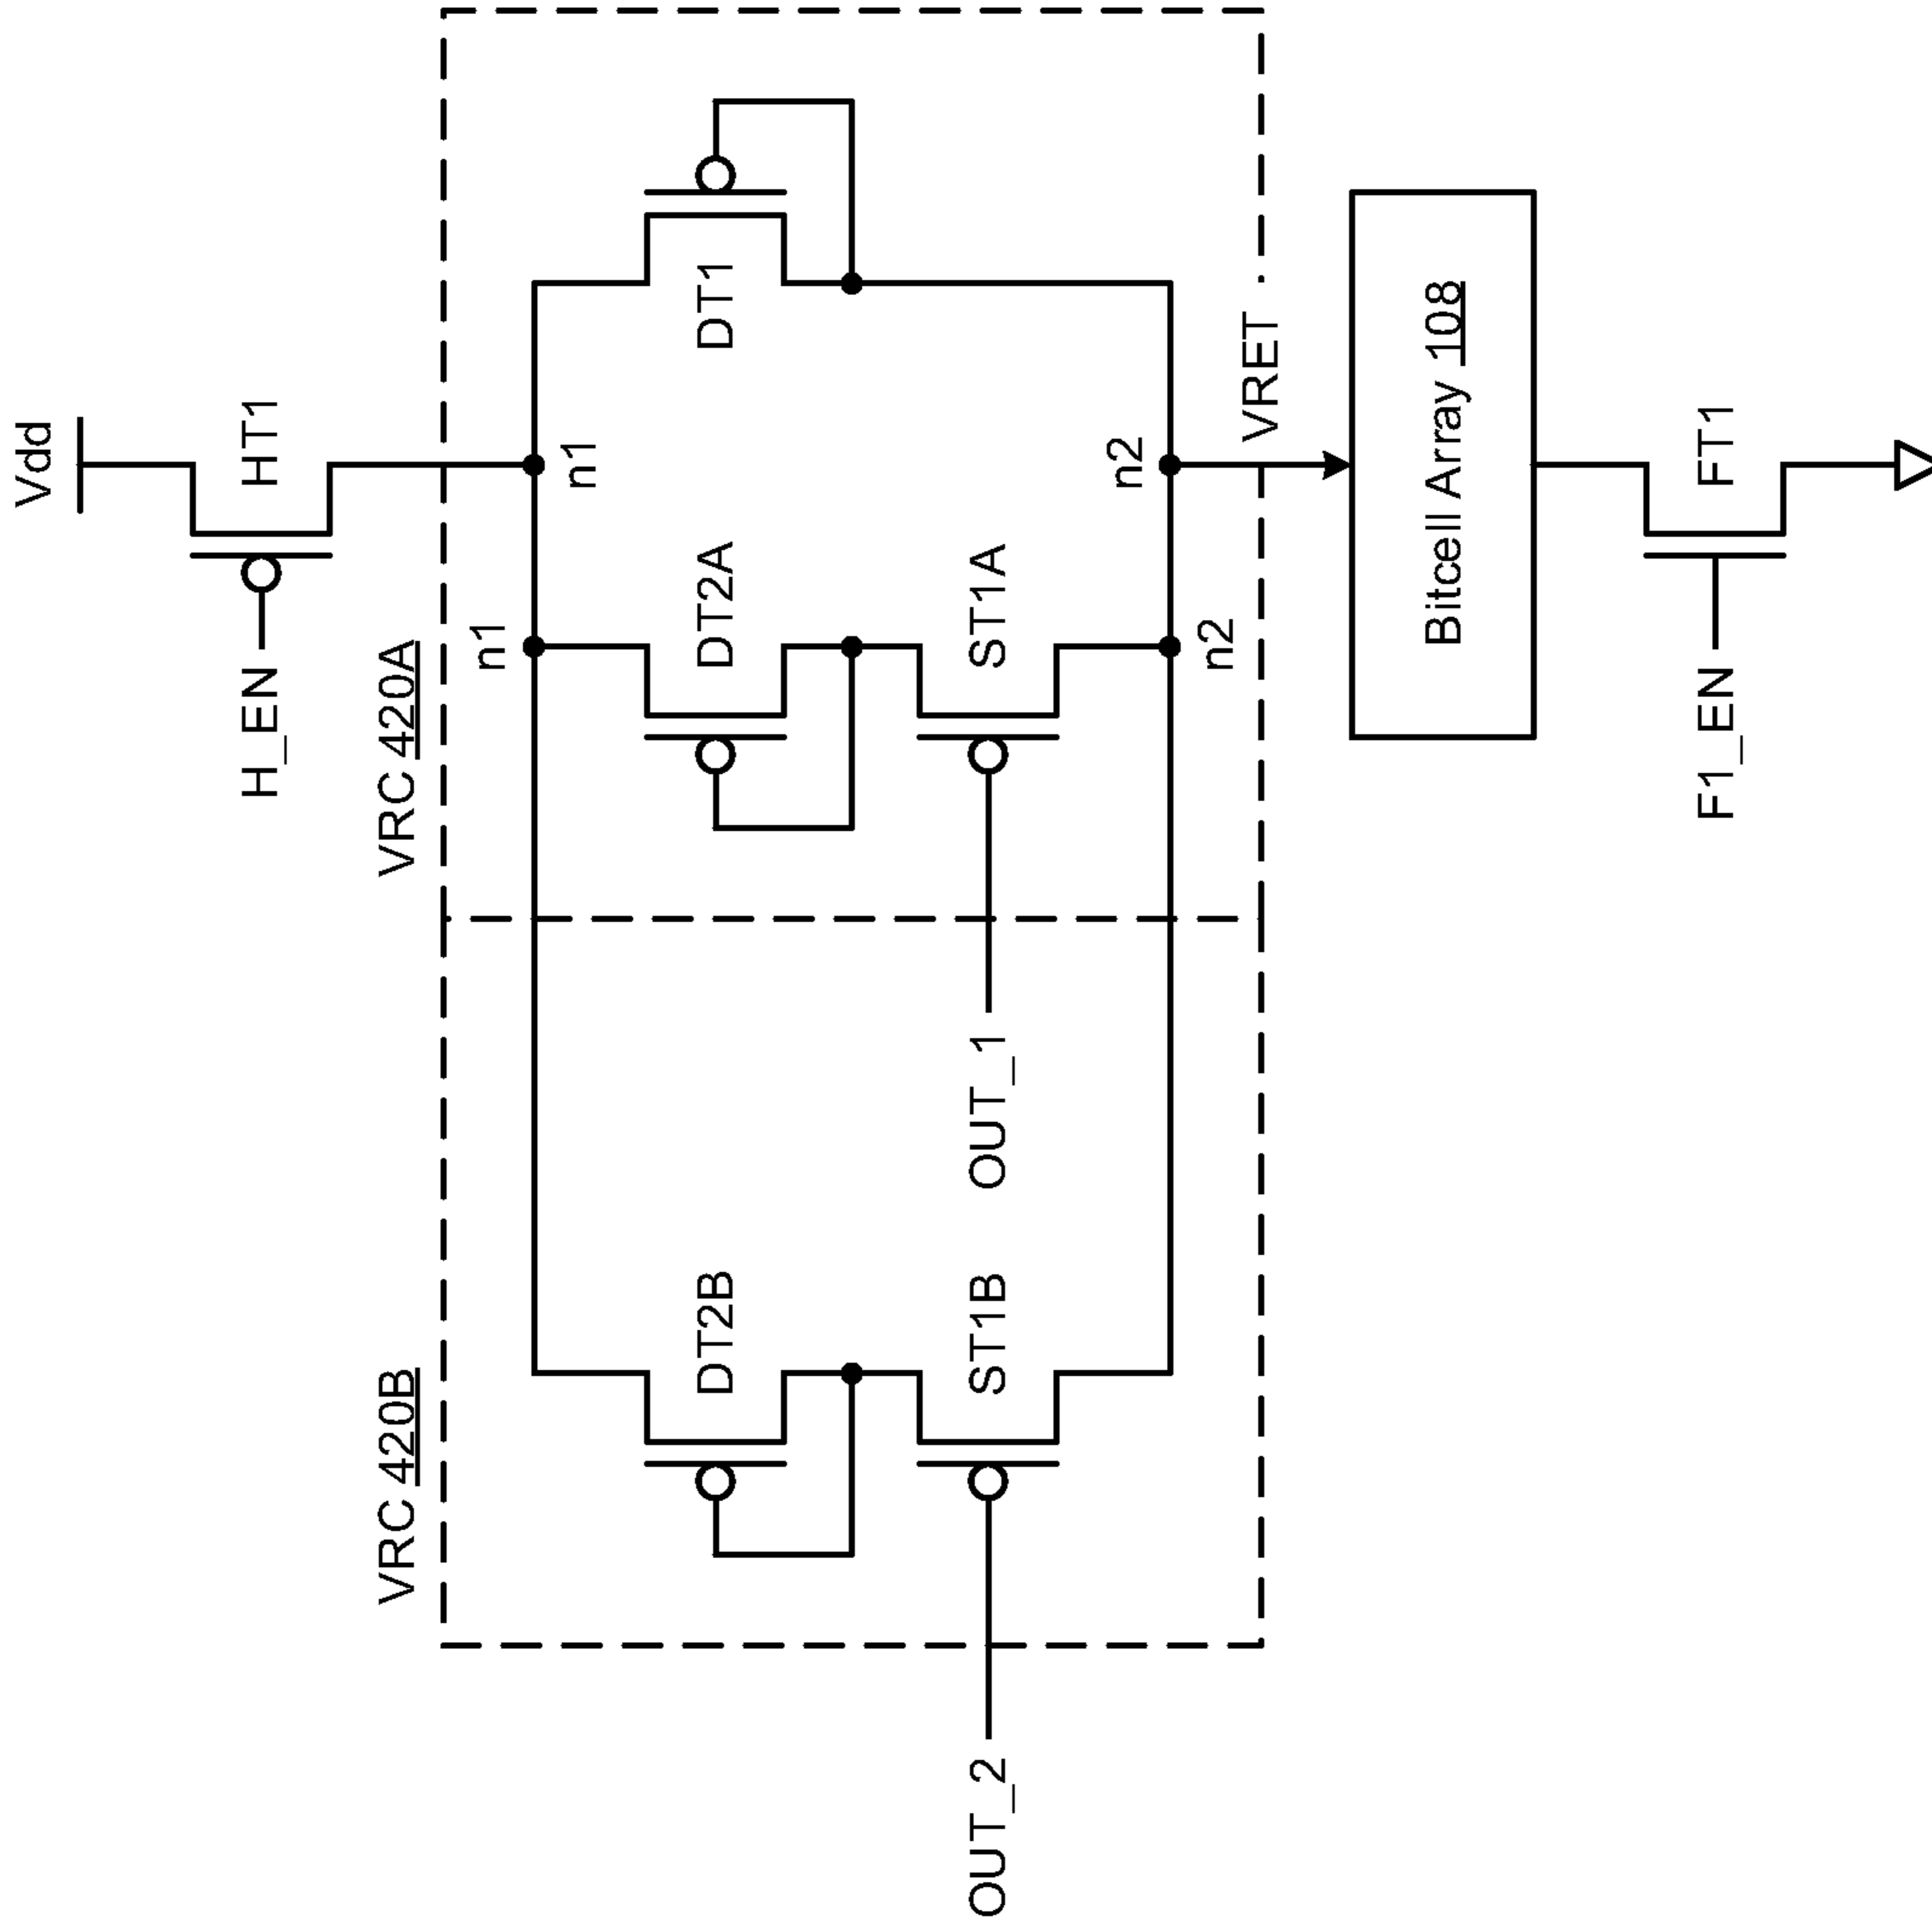 Vdd
HT1
H_EN
VRC 420A
VRC 420B
n1
n1
DT1
DT2A
DT2B
ST1A
ST1B
OUT_1
OUT_2
n2
n2
VRET
Bitcell Array 108
FT1
F1_EN